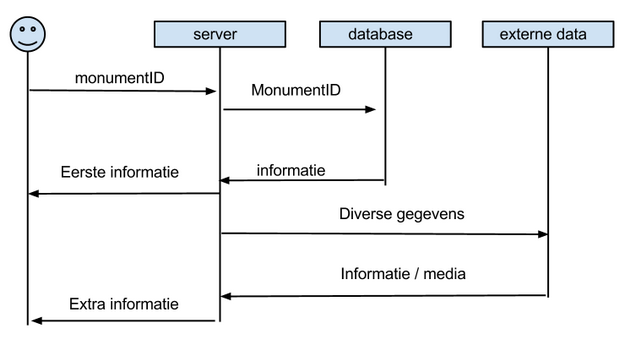 server
database
externe data
monumentID
MonumentID
Eerste informatie
informatie
Diverse gegevens
Informatie / media
Extra informatie